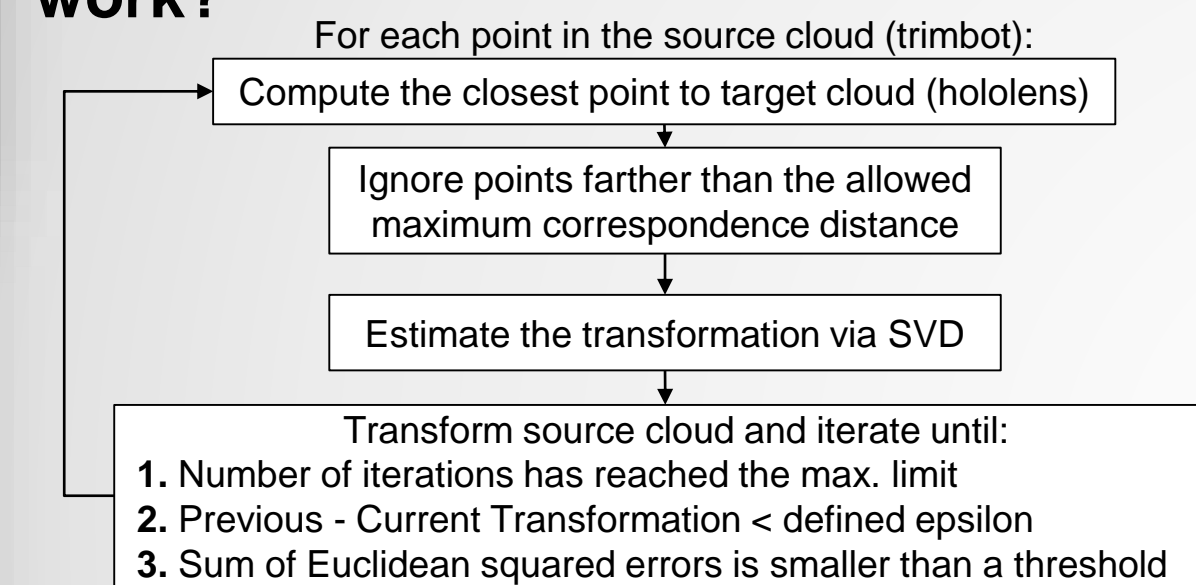 work?
For each point in the source cloud (trimbot):
Compute the closest point to target cloud (hololens)
Ignore points farther than the allowed
maximum correspondence distance
Estimate the transformation via SVD
Transform source cloud and iterate until:
1. Number of iterations has reached the max. limit
2. Previous - Current Transformation < defined epsilon
3. Sum of Euclidean squared errors is smaller than a threshold